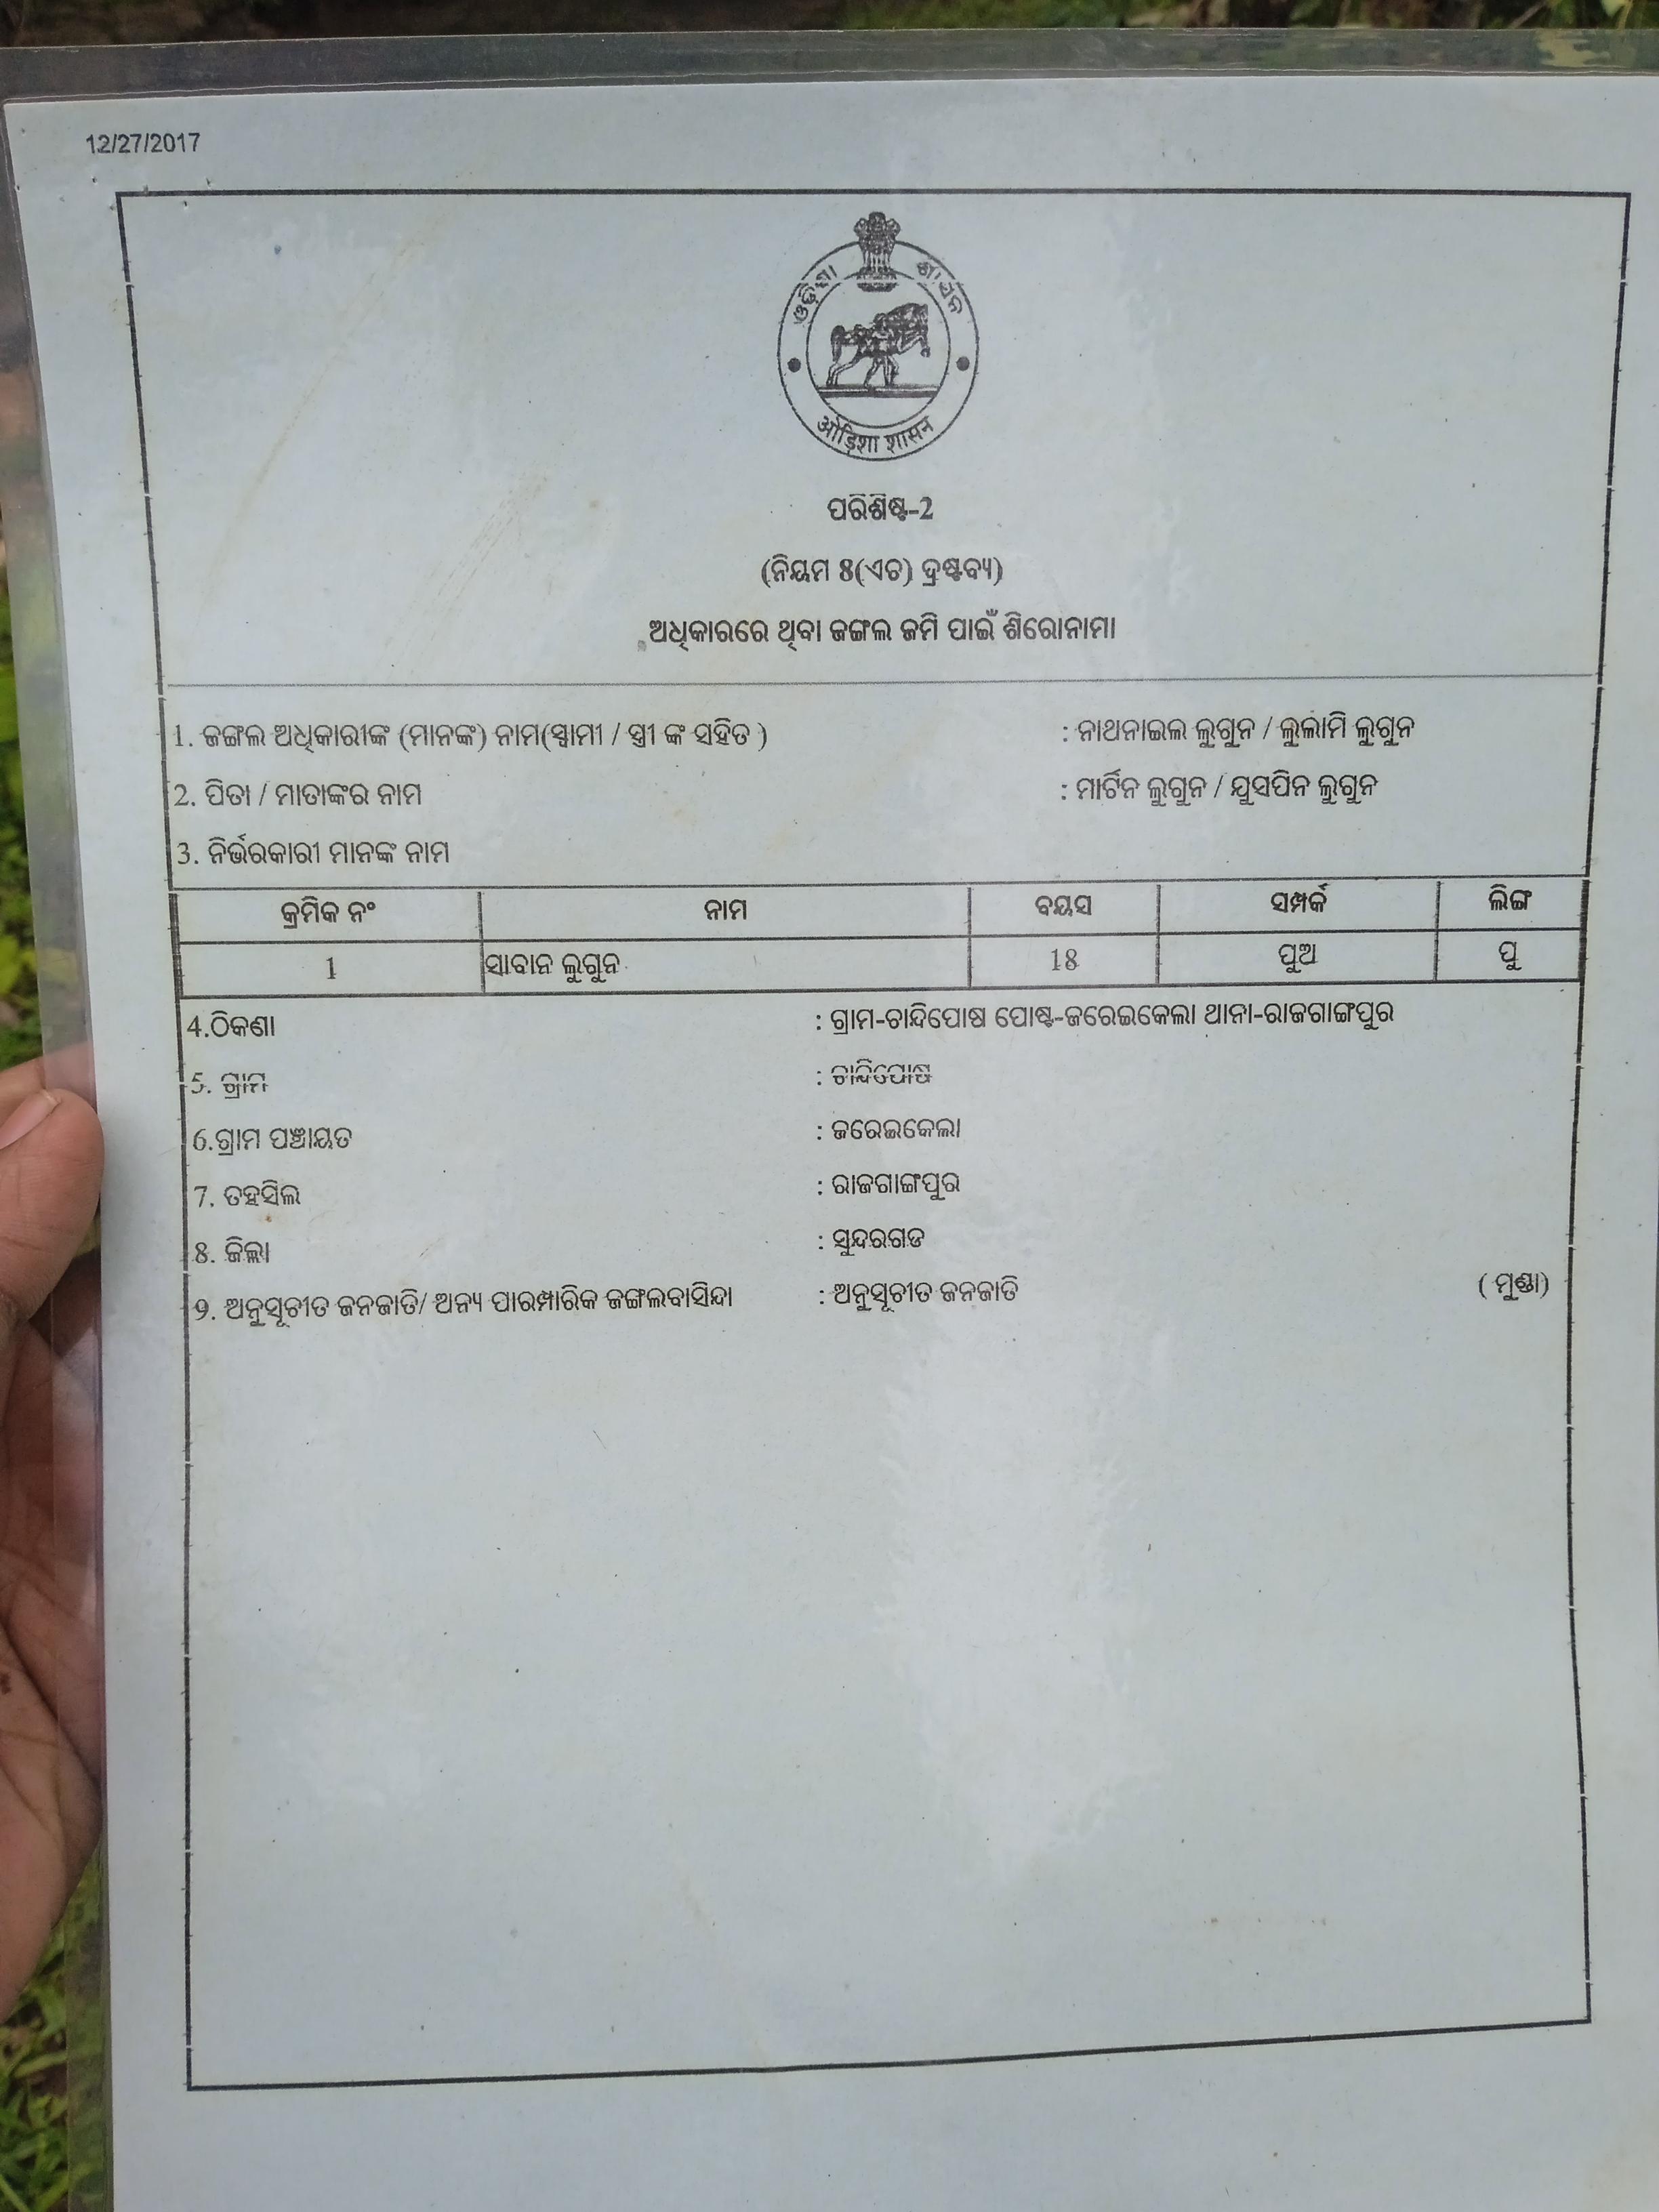 12/27/2017
ଓଡ଼ିଶା ଶାସନ
ओड़िशा शासन
ପରିଶିଷ୍ଟ-2
(ନିୟମ 8(ଏଚ) ଦ୍ରଷ୍ଟବ୍ୟ)
ଅଧିକାରରେ ଥିବା ଜଙ୍ଗଲ ଜମି ପାଇଁ ଶିରୋନାମା
1. ଜଙ୍ଗଲ ଅଧିକାରୀଙ୍କ (ମାନଙ୍କ) ନାମ(ସ୍ଵାମୀ / ସ୍ତ୍ରୀ ଙ୍କ ସହିତ ) : ନାଥନାଇଲ ଲୁଗୁନ / ଲୁଲାମି ଲୁଗୁନ
2. ପିତା / ମାତାଙ୍କର ନାମ : ମାର୍ଟିନ ଲୁଗୁନ / ଯୁସପିନ ଲୁଗୁନ
3. ନିର୍ଭରକାରୀ ମାନଙ୍କ ନାମ
କ୍ରମିକ ନଂ ନାମ ବୟସ ସମ୍ପର୍କ ଲିଙ୍ଗ
1 ସାବାନ ଲୁଗୁନ 18 ପୁଅ ପୁ
4.ଠିକଣା : ଗ୍ରାମ-ଚାନ୍ଦିପୋଷ ପୋଷ୍ଟ-ଜରେଇକେଲା ଥାନା-ରାଜଗାଙ୍ଗପୁର
5. ଗ୍ରାମ : ଚାନ୍ଦିପୋଷ
6.ଗ୍ରାମ ପଞ୍ଚାୟତ : ଜରେଇକେଲା
7. ତହସିଲ : ରାଜଗାଙ୍ଗପୁର
8. ଜିଲ୍ଲା : ସୁନ୍ଦରଗଡ
9. ଅନୁସୂଚୀତ ଜନଜାତି/ ଅନ୍ୟ ପାରମ୍ପାରିକ ଜଙ୍ଗଲବାସିନ୍ଦା : ଅନୁସୂଚୀତ ଜନଜାତି ( ମୁଣ୍ଡା)